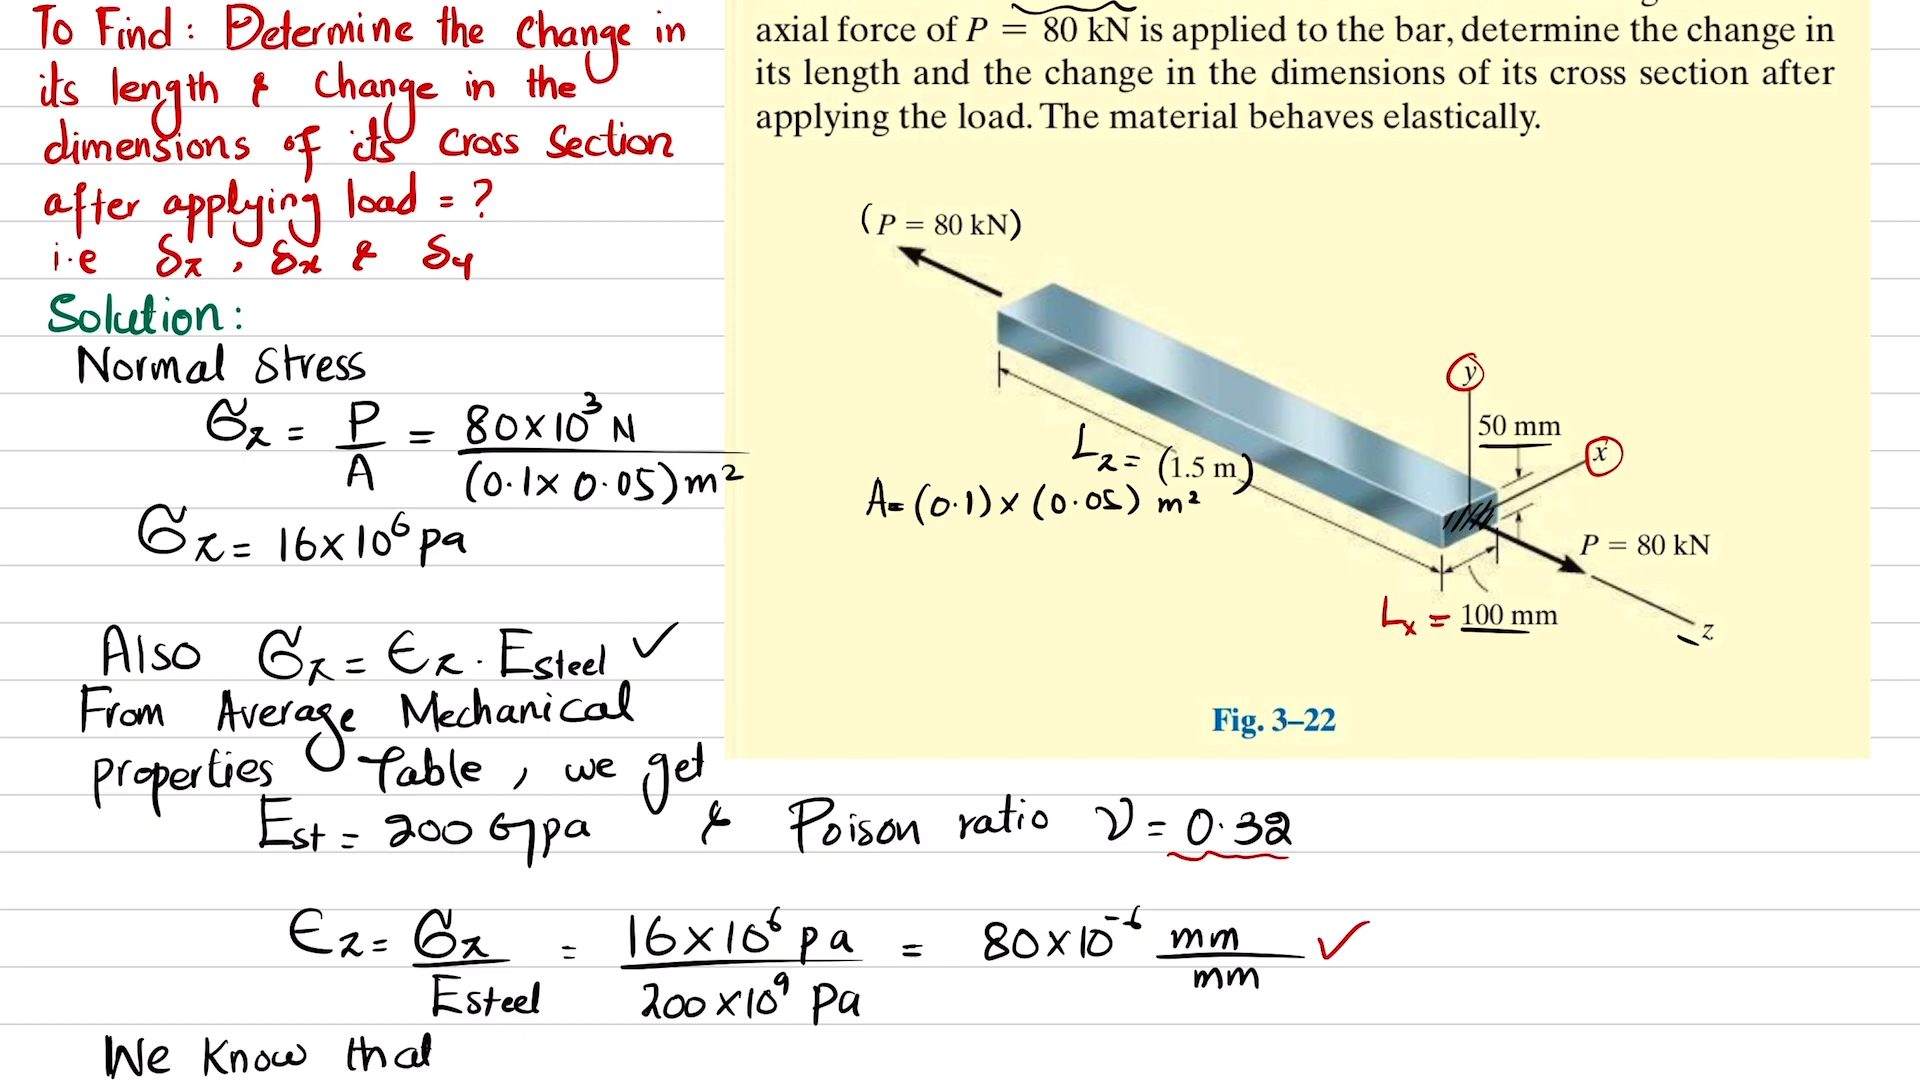 To Find: Determine the Change in
its length & Change in the
dimensions of its Cross Section
after applying load = ?
i.e δz, δx & δy
Solution:
Normal Stress
σz = P/A = 80×10³ N / (0.1×0.05) m²
σz = 16×10⁶ pa
Also σz = Єz . Esteel ✓
From Average Mechanical
properties Table, we get
Est = 200 Gpa & Poison ratio ν = 0.32
Єz = σz / Esteel = 16×10⁶ pa / 200×10⁹ Pa = 80×10⁻⁶ mm/mm ✓
We Know that
axial force of P = 80 kN is applied to the bar, determine the change in
its length and the change in the dimensions of its cross section after
applying the load. The material behaves elastically.
(P = 80 kN)
y
50 mm
x
Lz = (1.5 m)
A = (0.1) × (0.05) m²
P = 80 kN
Lx = 100 mm
z
Fig. 3–22